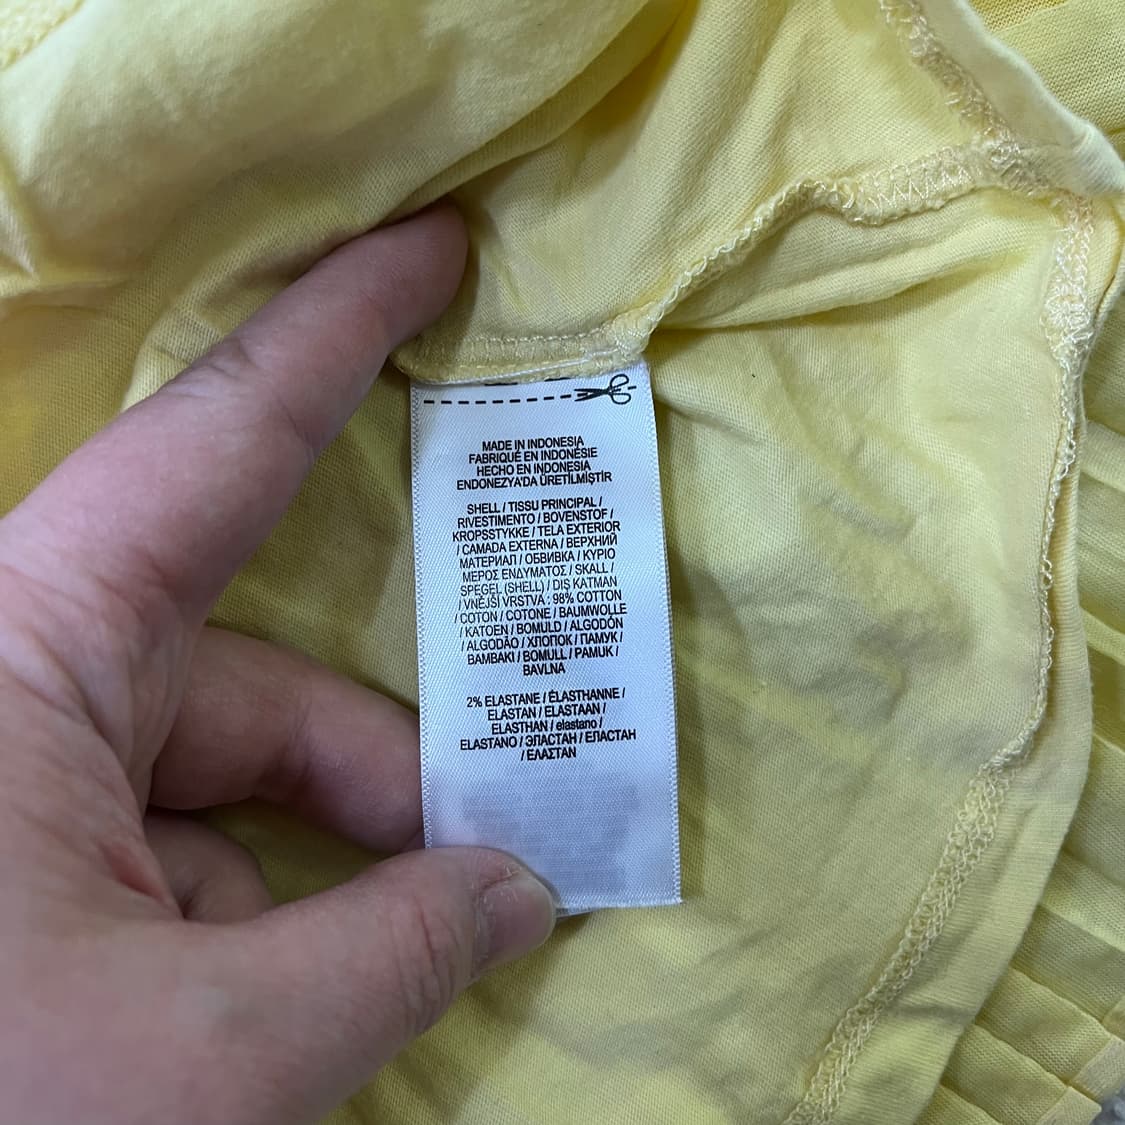 MADE IN INDONESIA
FABRIQUÉ EN INDONÉSIE
HECHO EN INDONESIA
ENDONEZYA'DA ÜRETİLMİŞTİR
SHELL / TISSU PRINCIPAL /
RIVESTIMENTO / BOVENSTOF /
KROPSSTYKKE / TELA EXTERIOR
/ CAMADA EXTERNA / ВЕРХНИЙ
МАТЕРИАЛ / ОБВИВКА / ΚΥΡΙΟ
ΜΕΡΟΣ ΕΝΔΥΜΑΤΟΣ / SKALL /
SPEGEL (SHELL) / DIŞ KATMAN
/ VNĚJŠÍ VRSTVA : 98% COTTON
/ COTON / COTONE / BAUMWOLLE
/ KATOEN / BOMULD / ALGODÓN
/ ALGODÃO / ХЛОПОК / ПАМУК /
ΒΑΜΒΑΚΙ / BOMULL / PAMUK /
BAVLNA
2% ELASTANE / ÉLASTHANNE /
ELASTAN / ELASTAAN /
ELASTHAN / elastano /
ELASTANO / ЭЛАСТАН / ЕЛАСТАН
/ ΕΛΑΣΤΑΝ